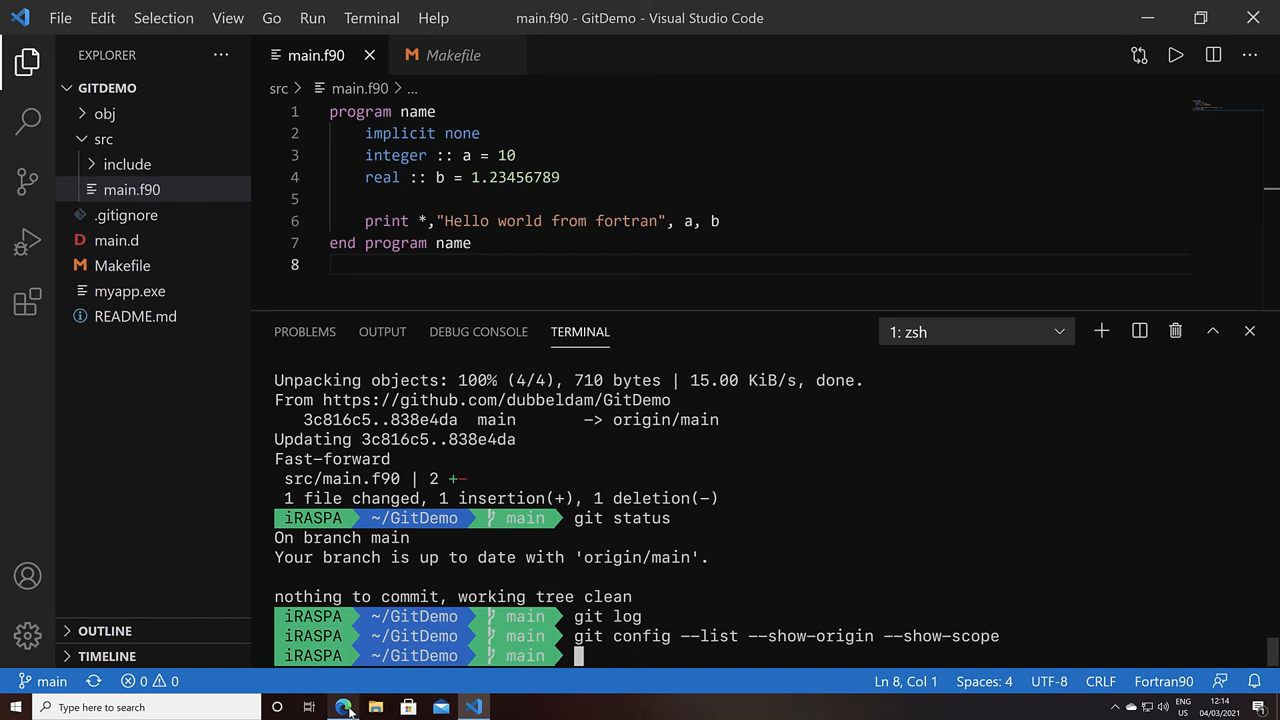 File Edit Selection View Go Run Terminal Help main.f90 - GitDemo - Visual Studio Code
EXPLORER ···
main.f90 Makefile
GITDEMO
src > main.f90 > ...
obj
src
include
main.f90
.gitignore
main.d
Makefile
myapp.exe
README.md
1 program name
2 implicit none
3 integer :: a = 10
4 real :: b = 1.23456789
5
6 print *,"Hello world from fortran", a, b
7 end program name
8
PROBLEMS OUTPUT DEBUG CONSOLE TERMINAL 1: zsh
Unpacking objects: 100% (4/4), 710 bytes | 15.00 KiB/s, done.
From https://github.com/dubbeldam/GitDemo
3c816c5..838e4da main -> origin/main
Updating 3c816c5..838e4da
Fast-forward
src/main.f90 | 2 +-
1 file changed, 1 insertion(+), 1 deletion(-)
iRASPA ~/GitDemo main git status
On branch main
Your branch is up to date with 'origin/main'.
nothing to commit, working tree clean
iRASPA ~/GitDemo main git log
iRASPA ~/GitDemo main git config --list --show-origin --show-scope
iRASPA ~/GitDemo main
OUTLINE
TIMELINE
main 0 0 Ln 8, Col 1 Spaces: 4 UTF-8 CRLF Fortran90
Type here to search
ENG
US
12:14
04/03/2021